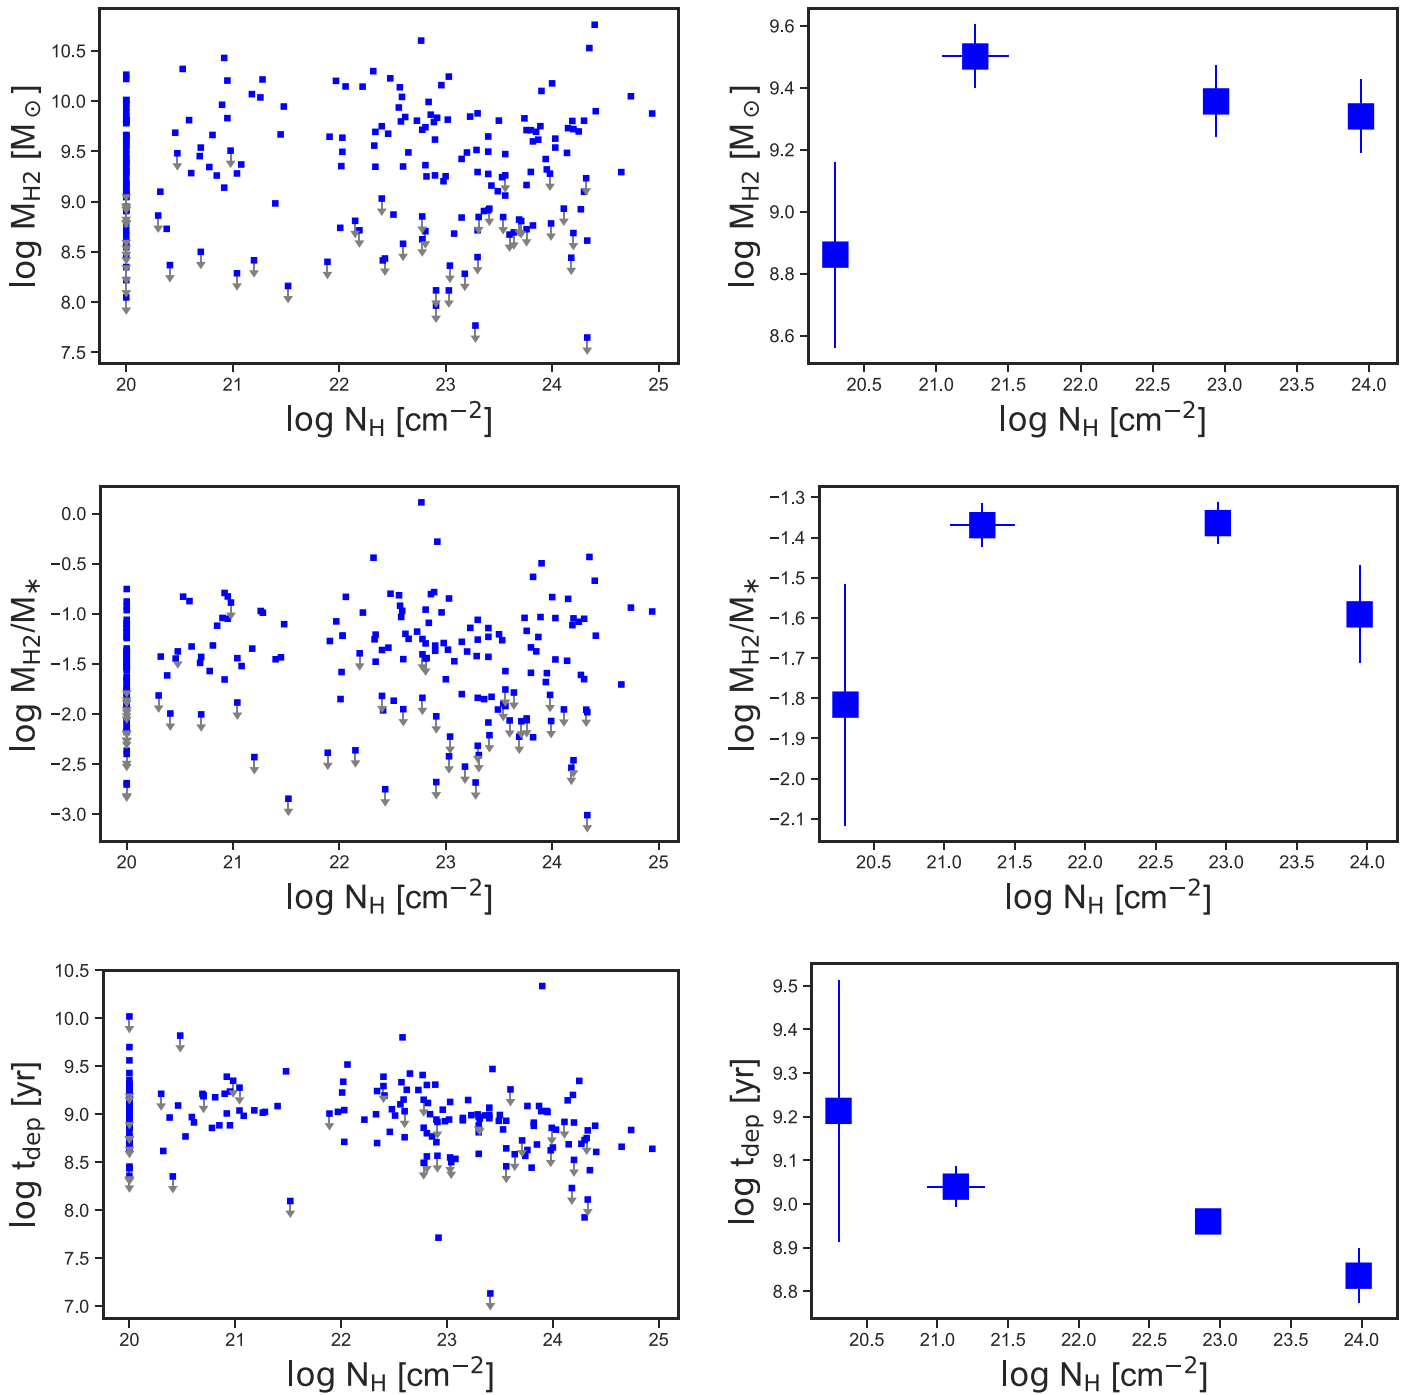 log M_H2 [M_⊙]
10.5
10.0
9.5
9.0
8.5
8.0
7.5
20 21 22 23 24 25
log N_H [cm⁻²]
log M_H2 [M_⊙]
9.6
9.4
9.2
9.0
8.8
8.6
20.5 21.0 21.5 22.0 22.5 23.0 23.5 24.0
log N_H [cm⁻²]
log M_H2/M_*
0.0
−0.5
−1.0
−1.5
−2.0
−2.5
−3.0
20 21 22 23 24 25
log N_H [cm⁻²]
log M_H2/M_*
−1.3
−1.4
−1.5
−1.6
−1.7
−1.8
−1.9
−2.0
−2.1
20.5 21.0 21.5 22.0 22.5 23.0 23.5 24.0
log N_H [cm⁻²]
log t_dep [yr]
10.5
10.0
9.5
9.0
8.5
8.0
7.5
7.0
20 21 22 23 24 25
log N_H [cm⁻²]
log t_dep [yr]
9.5
9.4
9.3
9.2
9.1
9.0
8.9
8.8
20.5 21.0 21.5 22.0 22.5 23.0 23.5 24.0
log N_H [cm⁻²]